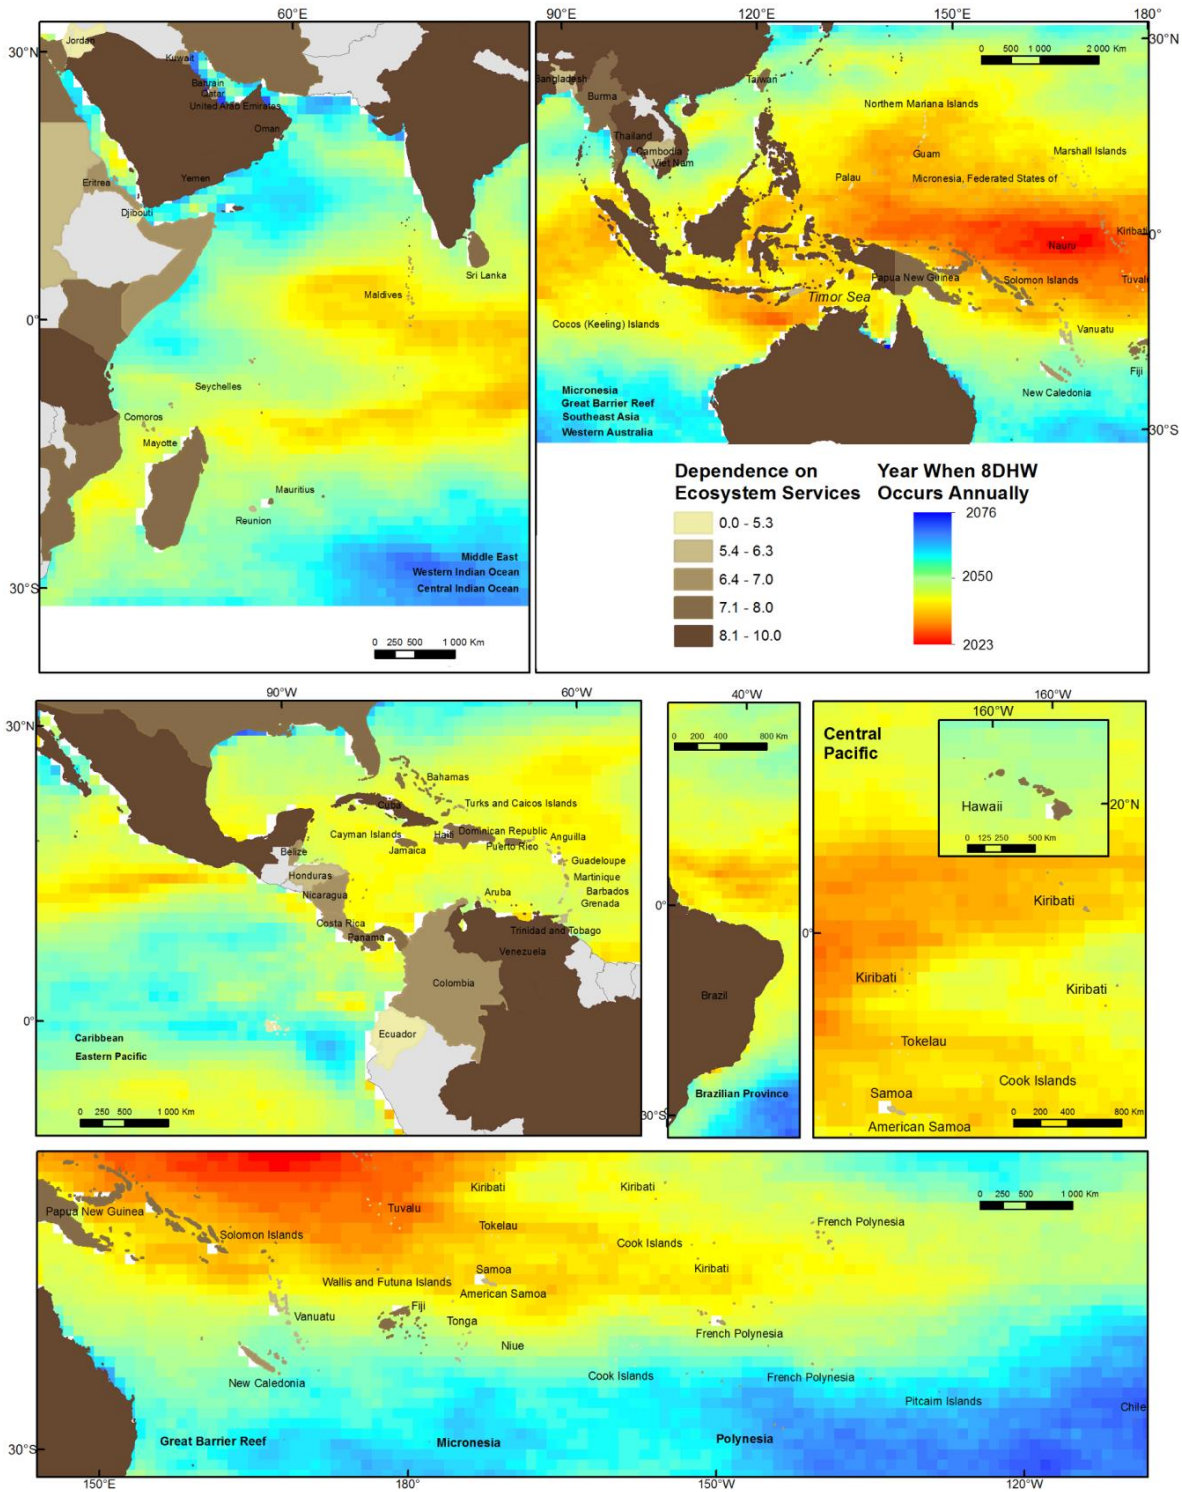 60°E
30°N
Jordan
Kuwait
Bahrain
Qatar
United Arab Emirates
Oman
Eritrea
Yemen
Djibouti
Sri Lanka
Maldives
0°
Seychelles
Comoros
Mayotte
Mauritius
Reunion
Middle East
Western Indian Ocean
Central Indian Ocean
30°S
0 250 500 1 000 Km
90°E 120°E 150°E 180°
30°N
0 500 1 000 2 000 Km
Bangladesh
Taiwan
Burma
Northern Mariana Islands
Thailand
Cambodia
Viet Nam
Guam
Marshall Islands
Palau
Micronesia, Federated States of
Kiribati
0°
Nauru
Papua New Guinea
Solomon Islands
Tuvalu
Timor Sea
Cocos (Keeling) Islands
Vanuatu
Fiji
New Caledonia
Micronesia
Great Barrier Reef
Southeast Asia
Western Australia
30°S
Dependence on
Ecosystem Services
0.0 - 5.3
5.4 - 6.3
6.4 - 7.0
7.1 - 8.0
8.1 - 10.0
Year When 8DHW
Occurs Annually
2076
2050
2023
90°W 60°W
30°N
Bahamas
Cuba
Turks and Caicos Islands
Cayman Islands
Haiti
Dominican Republic
Anguilla
Jamaica
Puerto Rico
Belize
Guadeloupe
Honduras
Martinique
Nicaragua
Aruba
Barbados
Grenada
Costa Rica
Trinidad and Tobago
Panama
Venezuela
Colombia
0°
Ecuador
Caribbean
Eastern Pacific
0 250 500 1 000 Km
40°W
0 200 400 800 Km
0°
Brazil
Brazilian Province
30°S
160°W
Central
Pacific
160°W
Hawaii
20°N
0 125 250 500 Km
Kiribati
0°
Kiribati
Kiribati
Tokelau
Cook Islands
Samoa
0 200 400 800 Km
American Samoa
Kiribati
Kiribati
0 250 500 1 000 Km
Papua New Guinea
Tuvalu
Tokelau
French Polynesia
Solomon Islands
Cook Islands
Samoa
Kiribati
Wallis and Futuna Islands
American Samoa
Vanuatu
Fiji
Tonga
French Polynesia
Niue
New Caledonia
Cook Islands
French Polynesia
Pitcairn Islands
Chile
Great Barrier Reef
Micronesia
Polynesia
30°S
150°E 180° 150°W 120°W